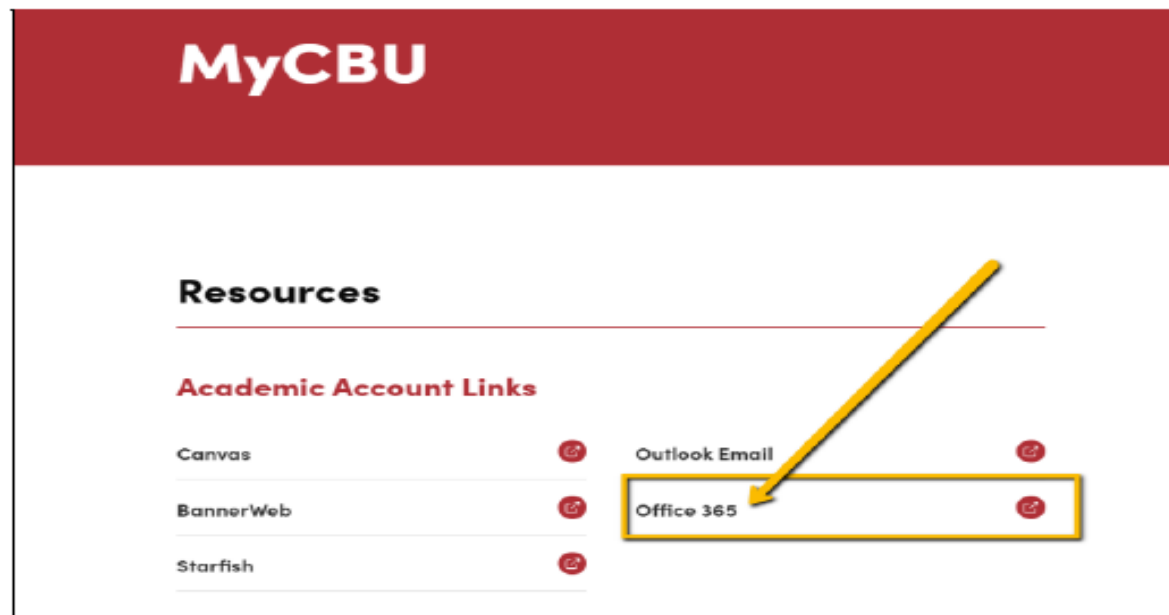 MyCBU
Resources
Academic Account Links
Canvas
Outlook Email
BannerWeb
Office 365
Starfish